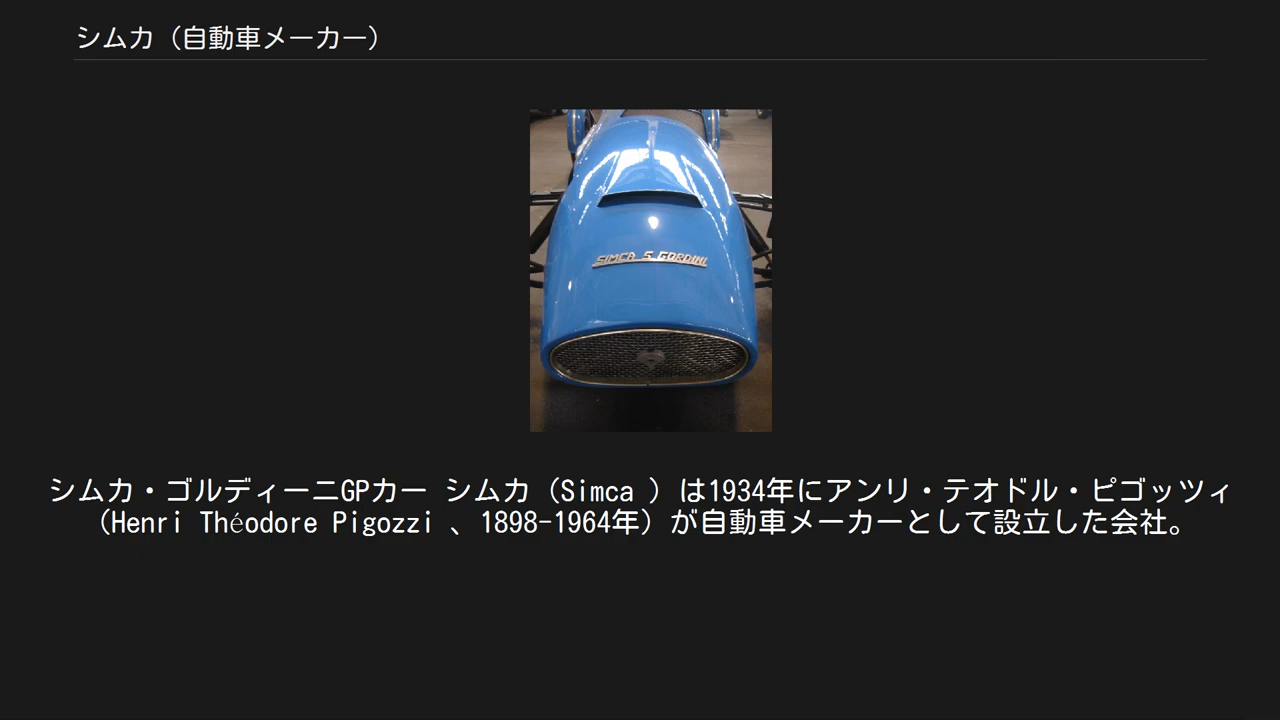 シムカ（自動車メーカー）
SIMCA 5 GORDINI
シムカ・ゴルディーニGPカー シムカ（Simca ）は1934年にアンリ・テオドル・ピゴッツィ
（Henri Théodore Pigozzi 、1898-1964年）が自動車メーカーとして設立した会社。